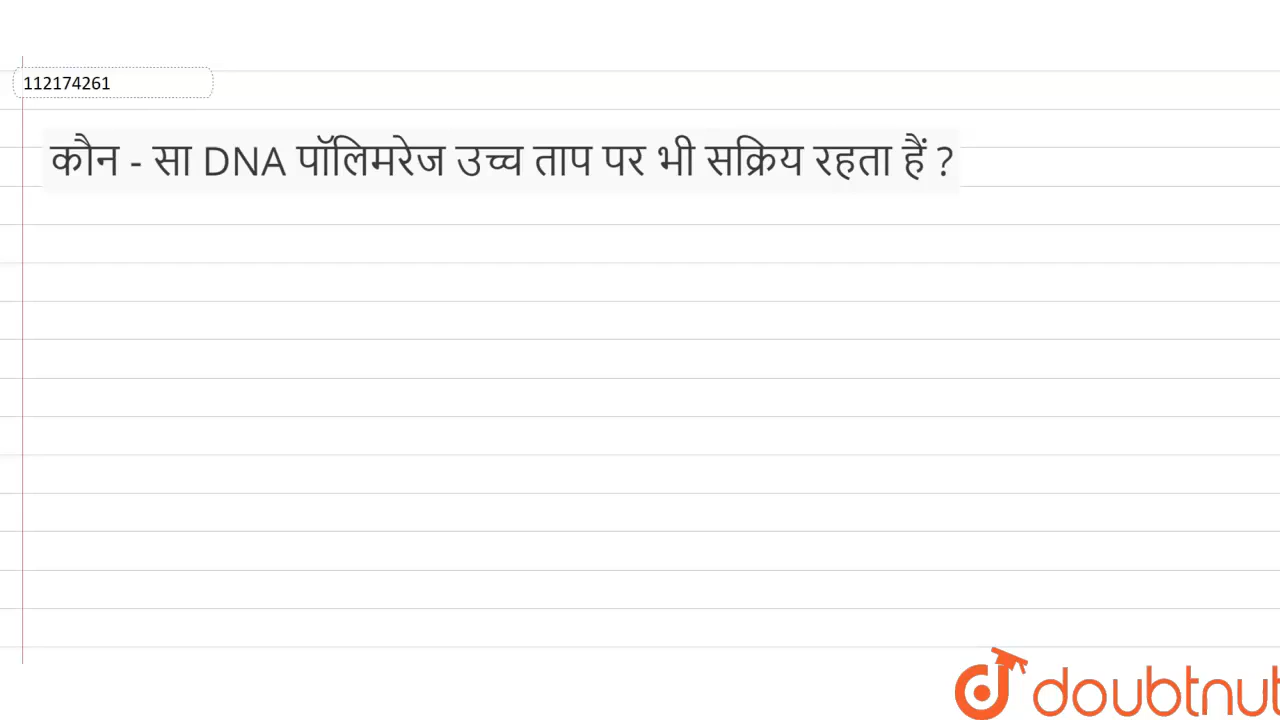 112174261
कौन - सा DNA पॉलिमरेज उच्च ताप पर भी सक्रिय रहता हैं ?
doubtnut